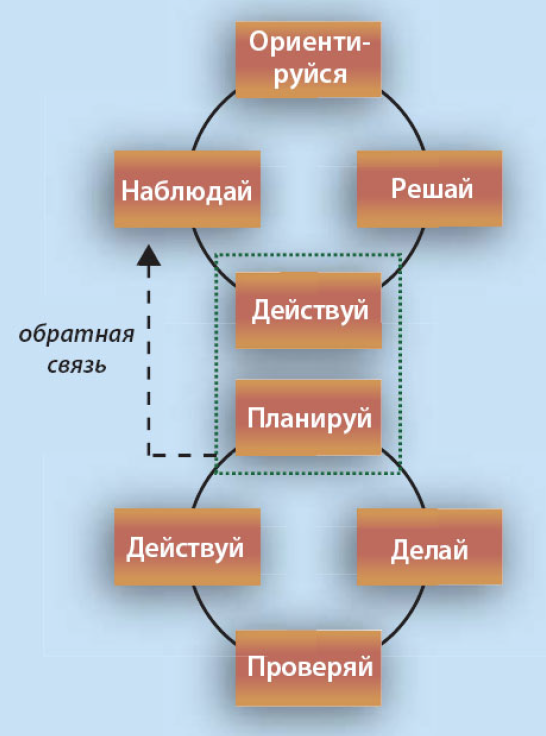 Ориенти-
руйся
Наблюдай
Решай
Действуй
обратная
связь
Планируй
Действуй
Делай
Проверяй